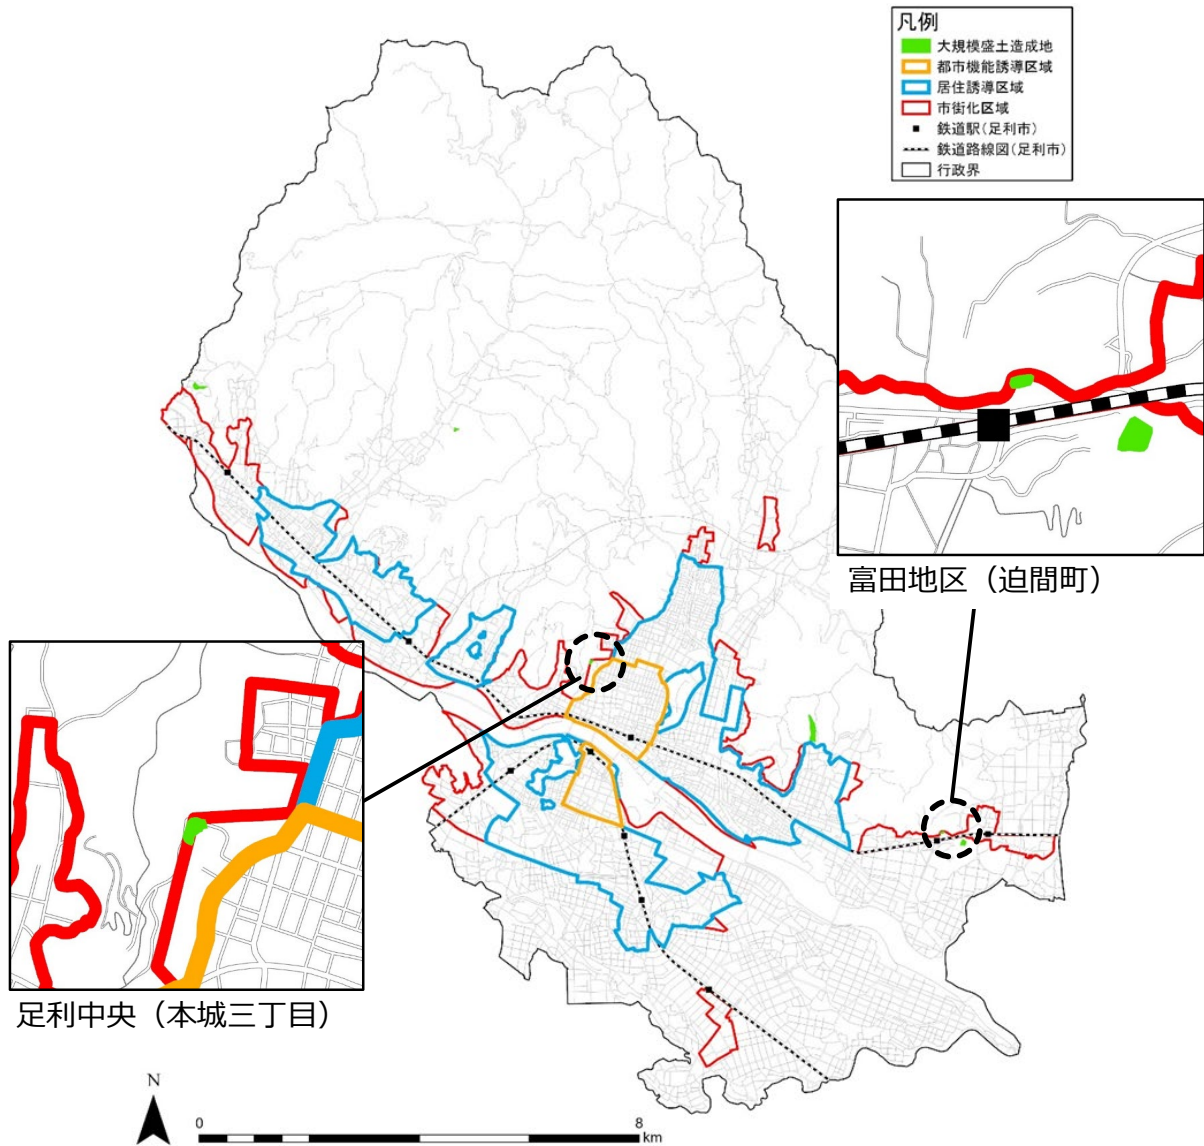 凡例
大規模盛土造成地
都市機能誘導区域
居住誘導区域
市街化区域
鉄道駅(足利市)
鉄道路線図(足利市)
行政界
富田地区（迫間町）
足利中央（本城三丁目）
N
0 8
km